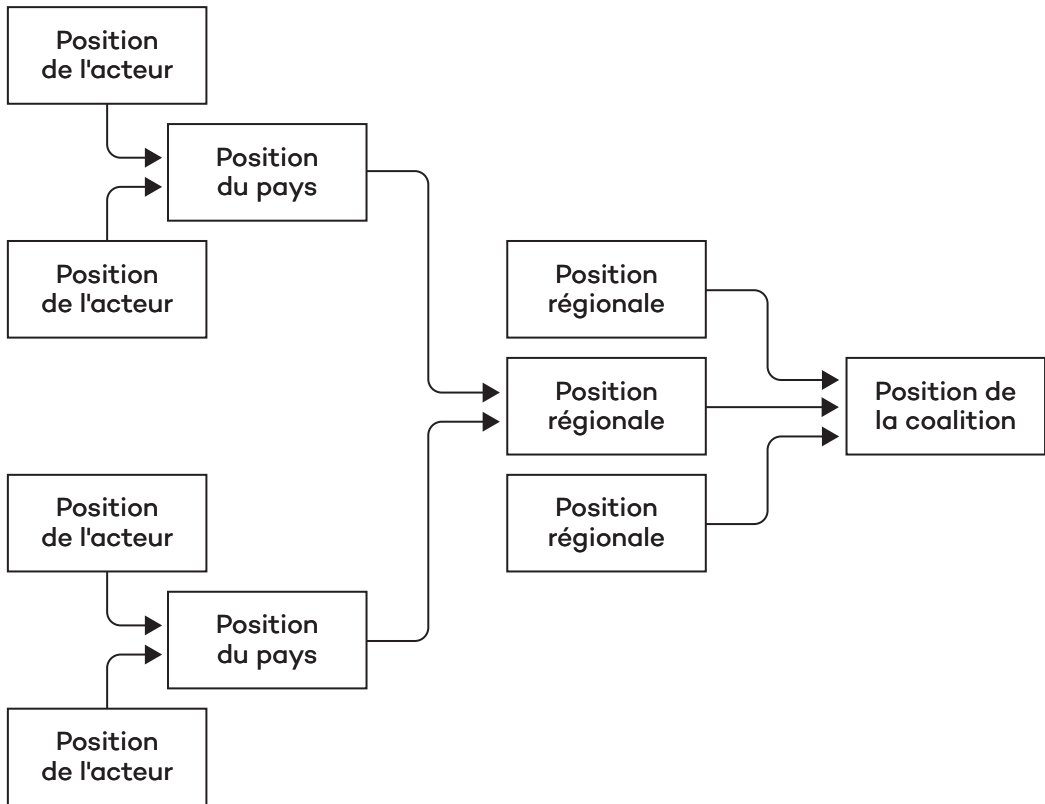 Position
de l'acteur
Position
du pays
Position
de l'acteur
Position
régionale
Position
régionale
Position de
la coalition
Position
régionale
Position
de l'acteur
Position
du pays
Position
de l'acteur